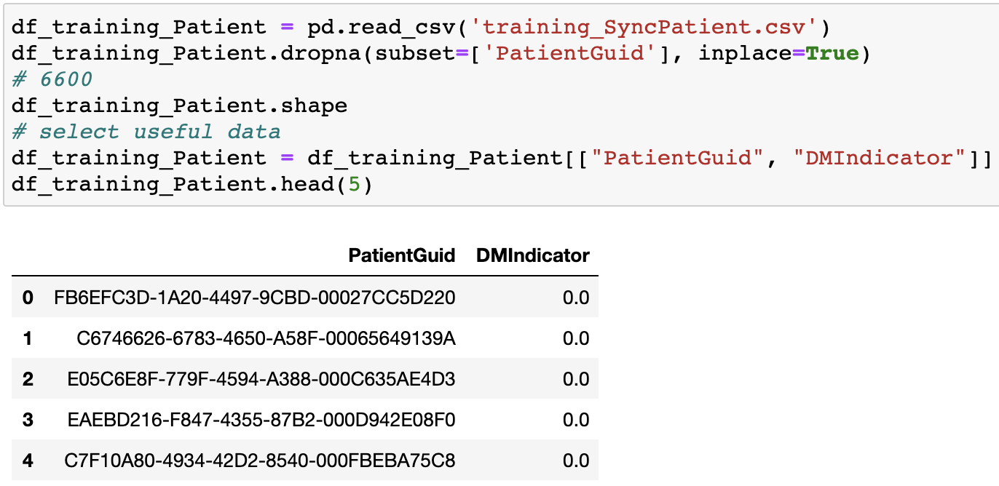 df_training_Patient = pd.read_csv('training_SyncPatient.csv')
df_training_Patient.dropna(subset=['PatientGuid'], inplace=True)
# 6600
df_training_Patient.shape
# select useful data
df_training_Patient = df_training_Patient[["PatientGuid", "DMIndicator"]]
df_training_Patient.head(5)
PatientGuid DMIndicator
0 FB6EFC3D-1A20-4497-9CBD-00027CC5D220 0.0
1 C6746626-6783-4650-A58F-00065649139A 0.0
2 E05C6E8F-779F-4594-A388-000C635AE4D3 0.0
3 EAEBD216-F847-4355-87B2-000D942E08F0 0.0
4 C7F10A80-4934-42D2-8540-000FBEBA75C8 0.0